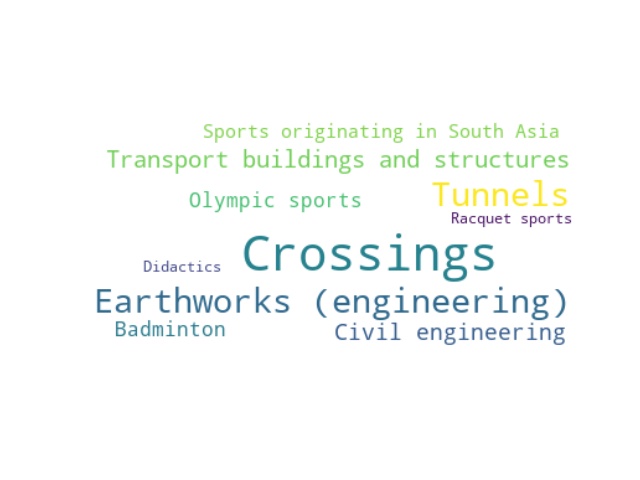 Sports originating in South Asia
Transport buildings and structures
Olympic sports
Tunnels
Racquet sports
Didactics
Crossings
Earthworks (engineering)
Badminton
Civil engineering